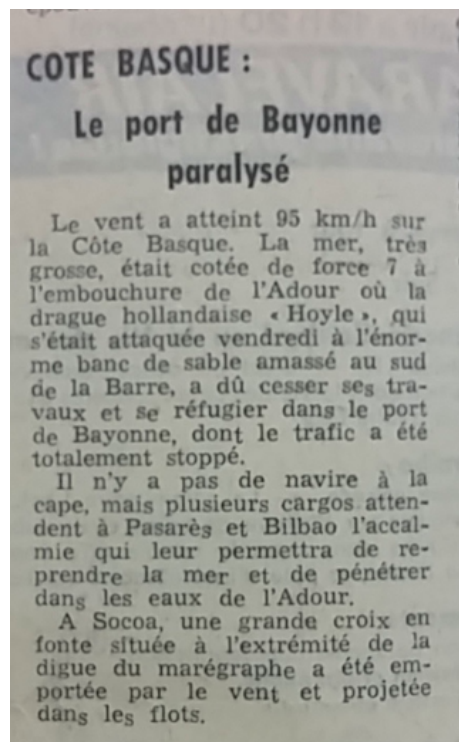 COTE BASQUE :
Le port de Bayonne
paralysé
Le vent a atteint 95 km/h sur
la Côte Basque. La mer, très
grosse, était cotée de force 7 à
l'embouchure de l'Adour où la
drague hollandaise « Hoyle », qui
s'était attaquée vendredi à l'énor-
me banc de sable amassé au sud
de la Barre, a dû cesser ses tra-
vaux et se réfugier dans le port
de Bayonne, dont le trafic a été
totalement stoppé.
Il n'y a pas de navire à la
cape, mais plusieurs cargos atten-
dent à Pasarès et Bilbao l'accal-
mie qui leur permettra de re-
prendre la mer et de pénétrer
dans les eaux de l'Adour.
A Socoa, une grande croix en
fonte située à l'extrémité de la
digue du marégraphe a été em-
portée par le vent et projetée
dans les flots.